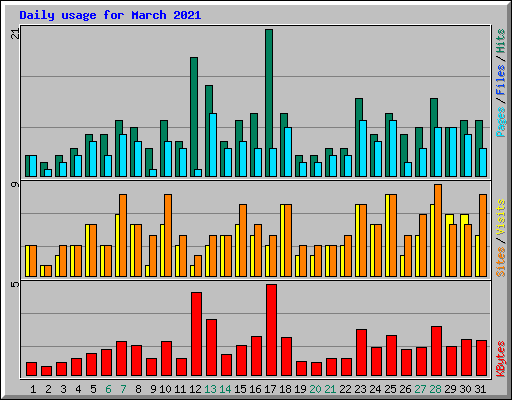 Daily usage for March 2021
21
Pages / Files / Hits
9
Sites / Visits
5
KBytes
1 2 3 4 5 6 7 8 9 10 11 12 13 14 15 16 17 18 19 20 21 22 23 24 25 26 27 28 29 30 31